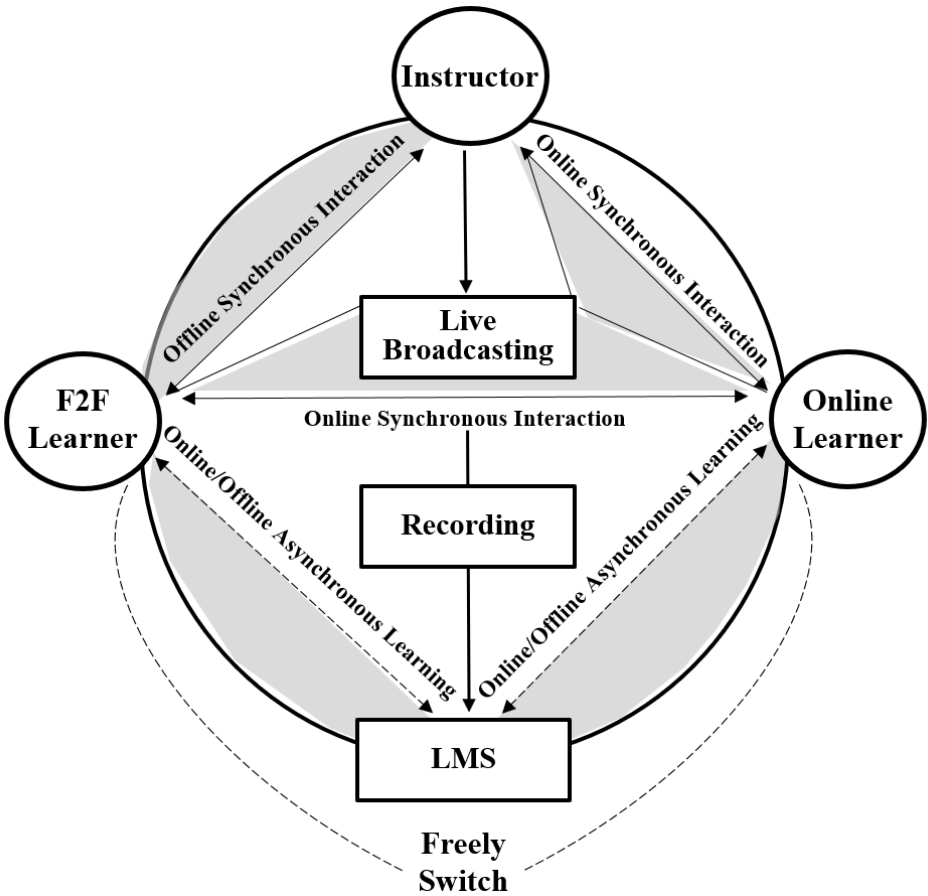 Instructor
Offline Synchronous Interaction
Online Synchronous Interaction
Live
Broadcasting
F2F
Learner
Online
Learner
Online Synchronous Interaction
Online/Offline Asynchronous Learning
Online/Offline Asynchronous Learning
Recording
LMS
Freely
Switch